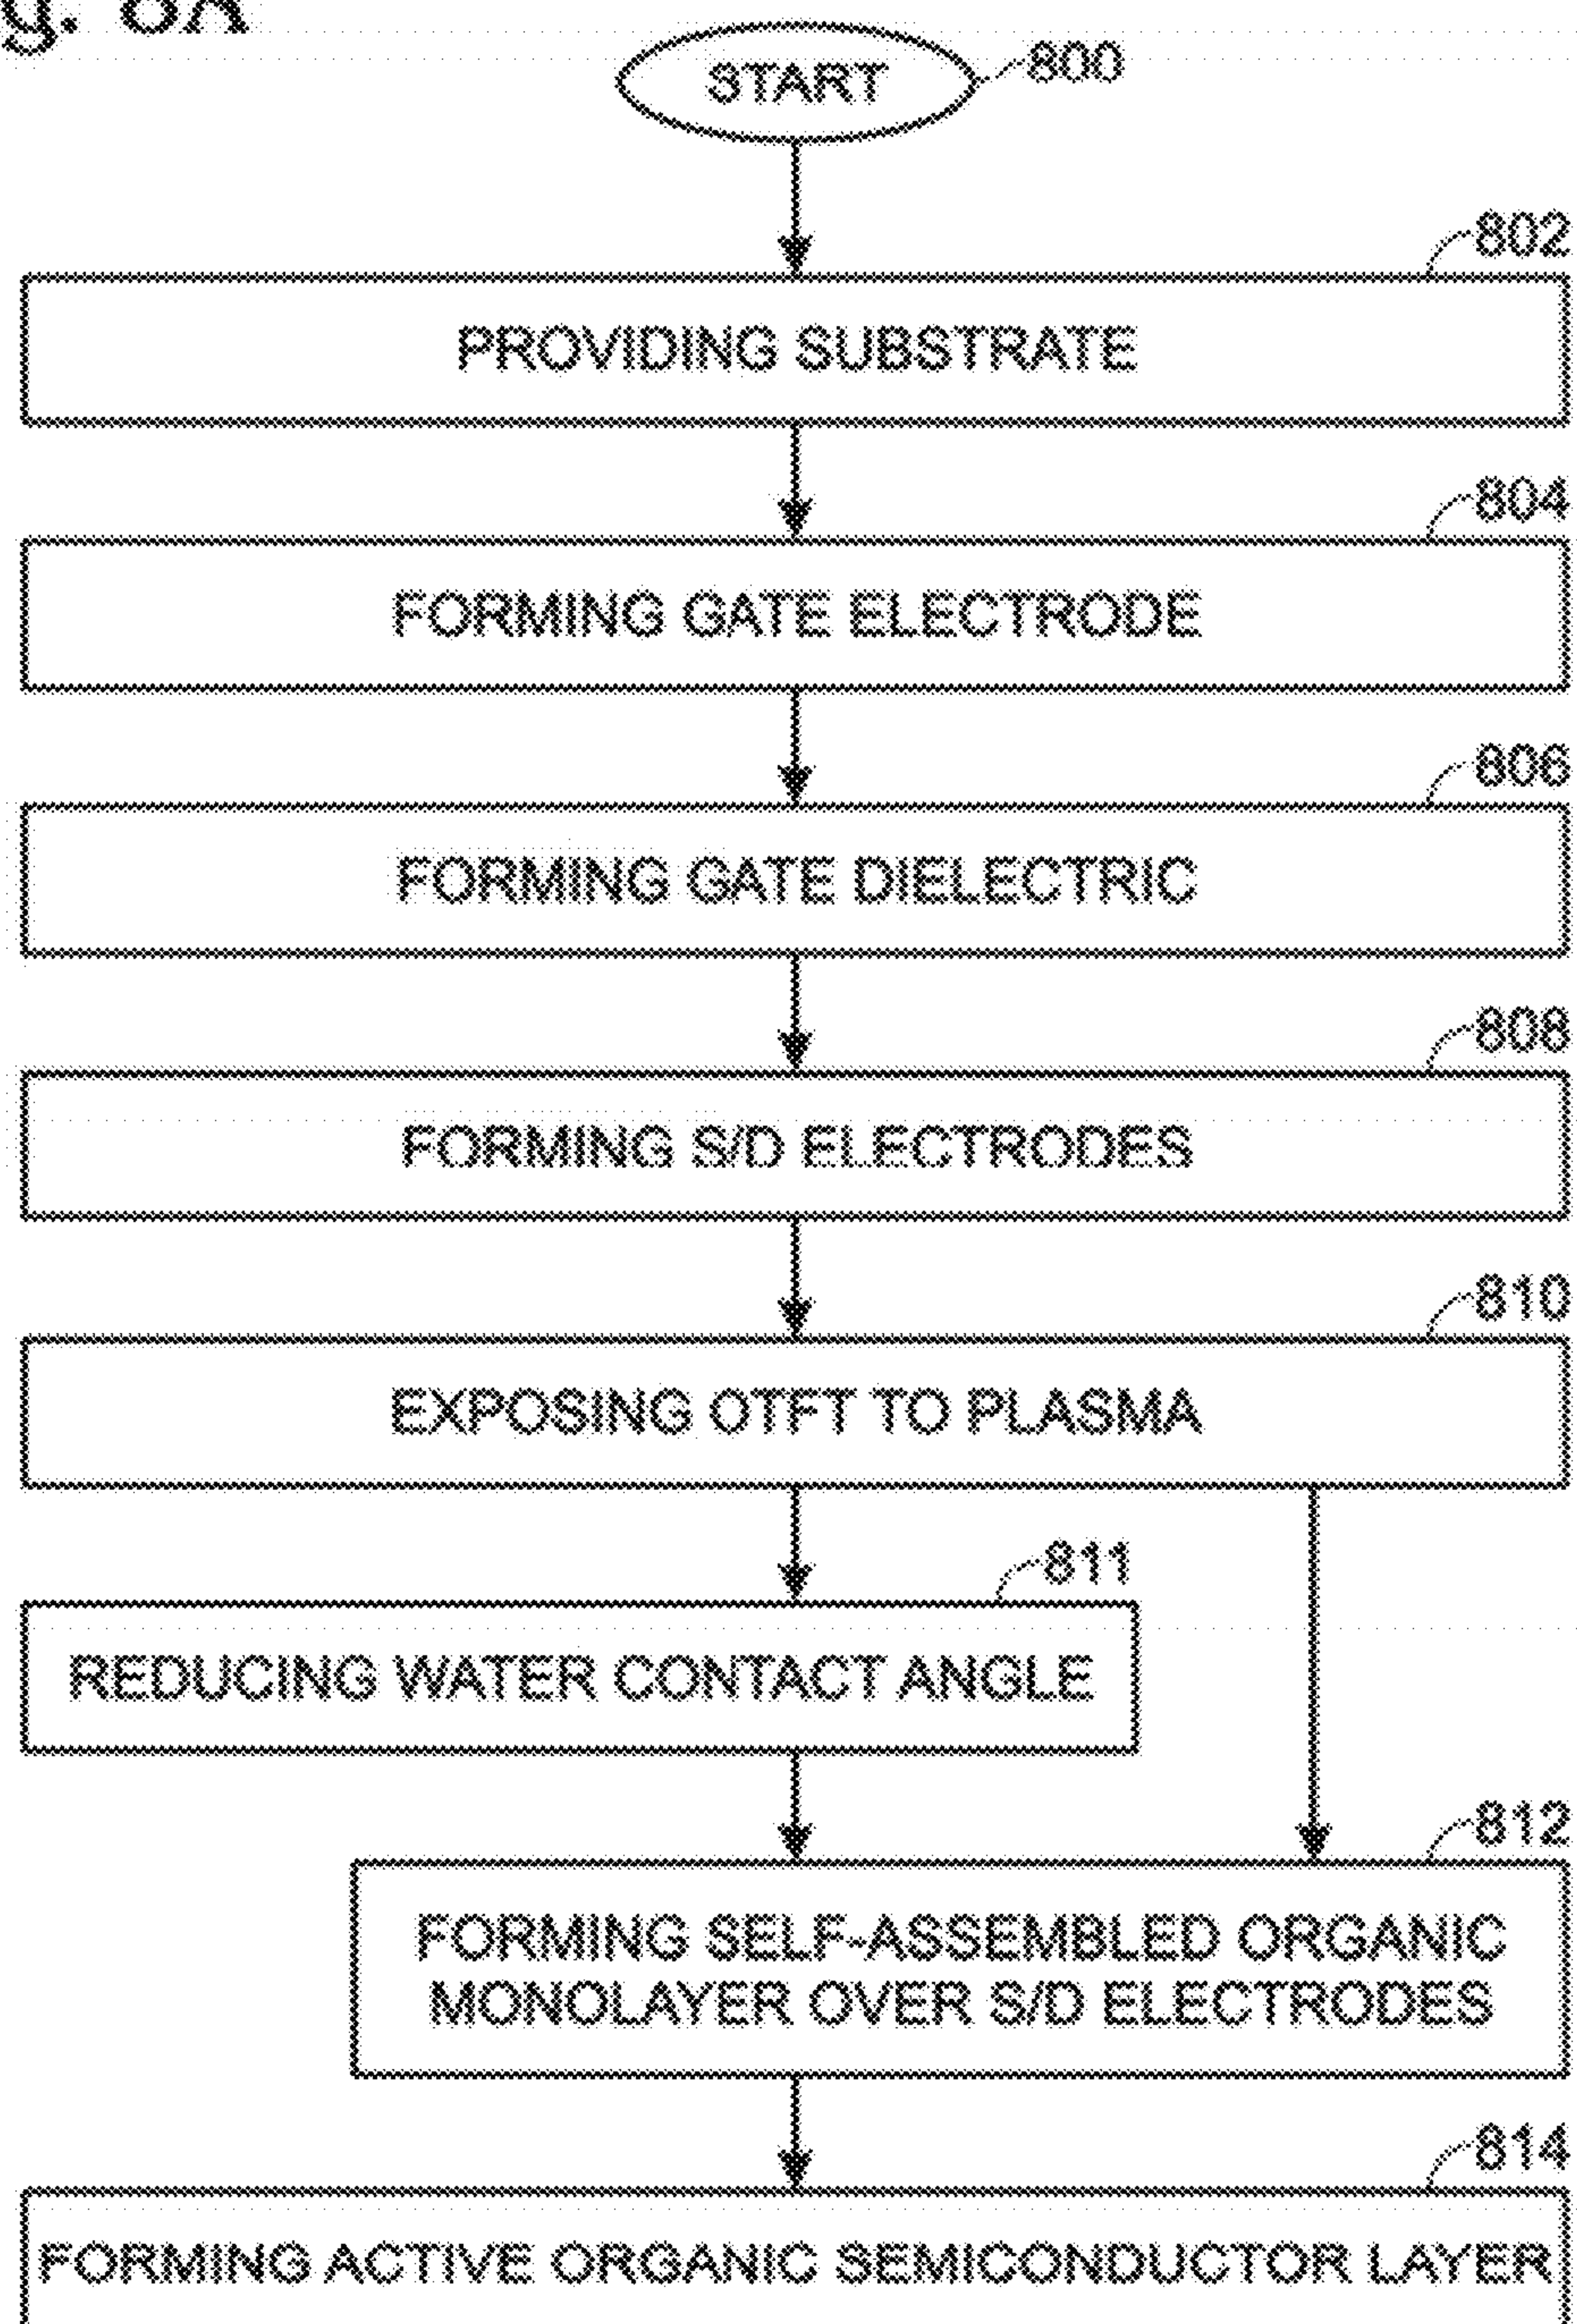 g. 8A
START
800
802
PROVIDING SUBSTRATE
804
FORMING GATE ELECTRODE
806
FORMING GATE DIELECTRIC
808
FORMING S/D ELECTRODES
810
EXPOSING OTFT TO PLASMA
811
REDUCING WATER CONTACT ANGLE
812
FORMING SELF-ASSEMBLED ORGANIC
MONOLAYER OVER S/D ELECTRODES
814
FORMING ACTIVE ORGANIC SEMICONDUCTOR LAYER